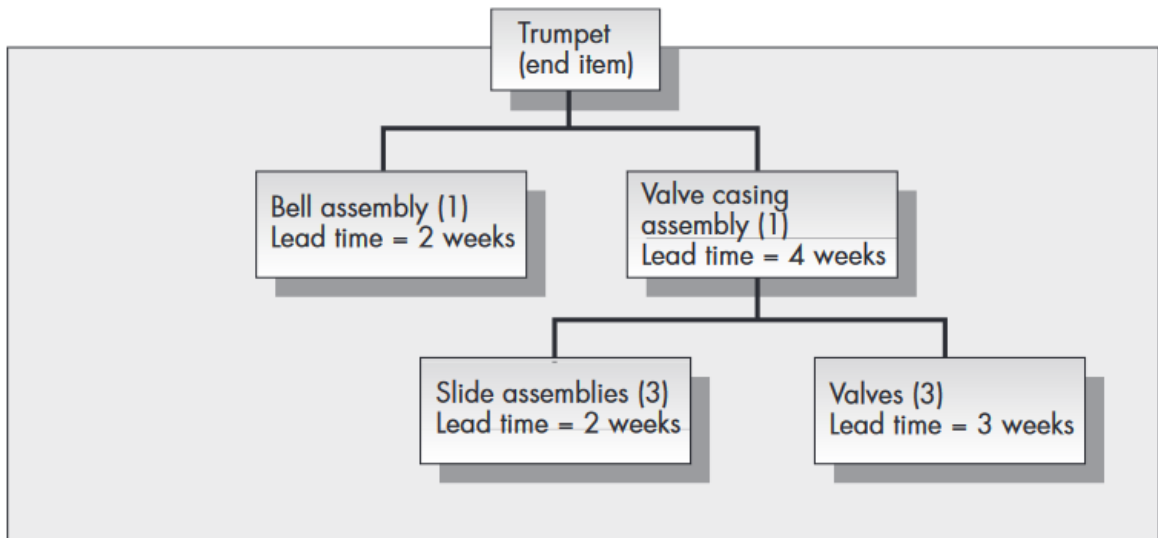 Trumpet
(end item)
Bell assembly (1)
Lead time = 2 weeks
Valve casing
assembly (1)
Lead time = 4 weeks
Slide assemblies (3)
Lead time = 2 weeks
Valves (3)
Lead time = 3 weeks